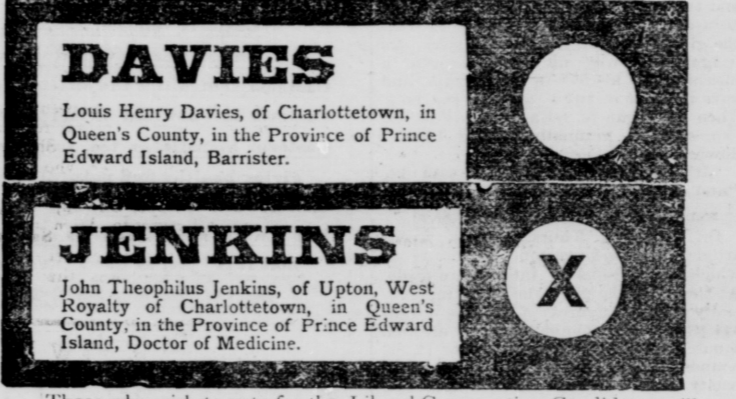 DAVIES
Louis Henry Davies, of Charlottetown, in
Queen's County, in the Province of Prince
Edward Island, Barrister.
JENKINS
X
John Theophilus Jenkins, of Upton, West
Royalty of Charlottetown, in Queen's
County, in the Province of Prince Edward
Island, Doctor of Medicine.